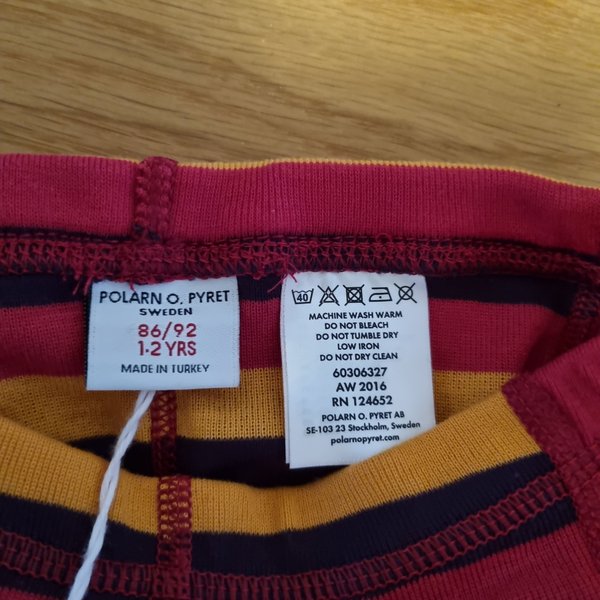 POLARN O. PYRET
SWEDEN
86/92
1-2 YRS
MADE IN TURKEY
40
MACHINE WASH WARM
DO NOT BLEACH
DO NOT TUMBLE DRY
LOW IRON
DO NOT DRY CLEAN
60306327
AW 2016
RN 124652
POLARN O. PYRET AB
SE-103 23 Stockholm, Sweden
polarnopyret.com